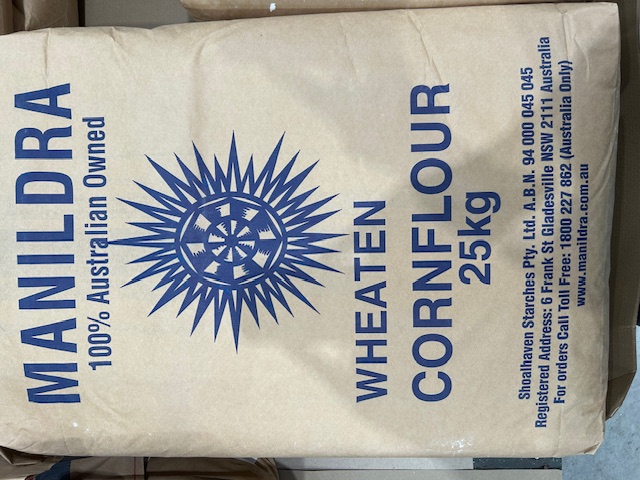 MANILDRA
100% Australian Owned
WHEATEN
CORNFLOUR
25kg
Shoalhaven Starches Pty. Ltd. A.B.N. 94 000 045 045
Registered Address: 6 Frank St Gladesville NSW 2111 Australia
For orders Call Toll Free: 1800 227 862 (Australia Only)
www.manildra.com.au